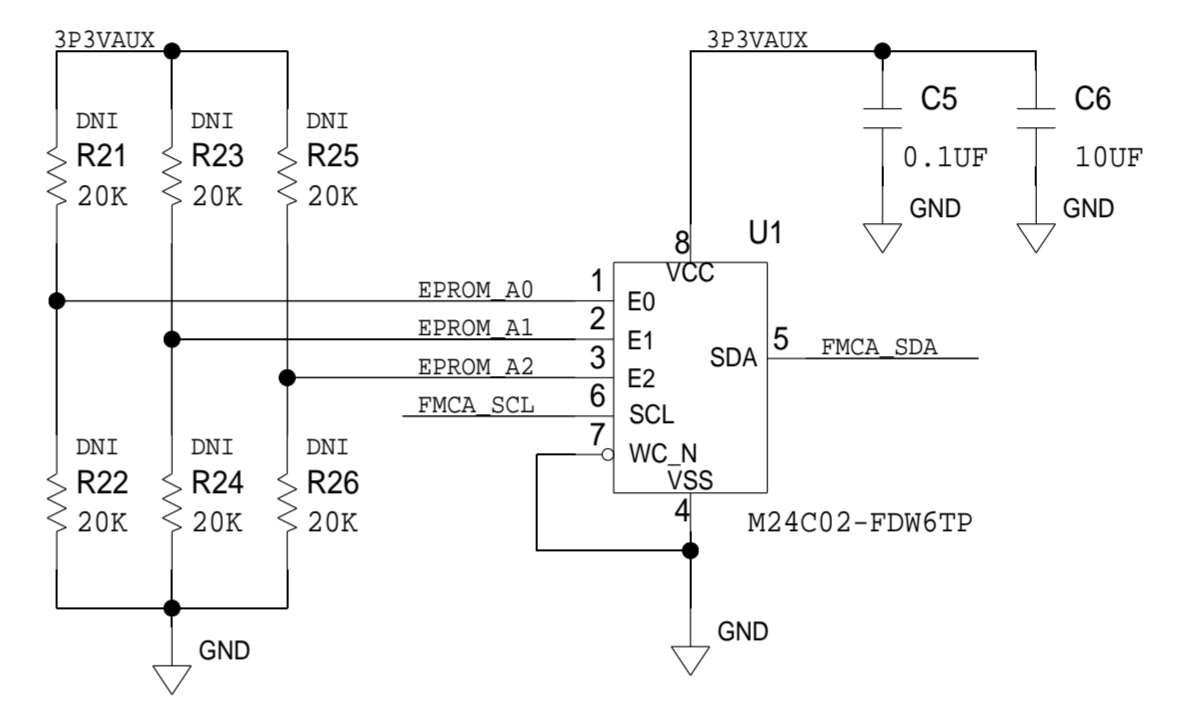 3P3VAUX
3P3VAUX
DNI
R21
20K
DNI
R23
20K
DNI
R25
20K
C5
0.1UF
GND
C6
10UF
GND
U1
8
VCC
EPROM_A0
1
E0
EPROM_A1
2
E1
EPROM_A2
3
E2
FMCA_SCL
6
SCL
7
WC_N
VSS
4
SDA
5
FMCA_SDA
M24C02-FDW6TP
DNI
R22
20K
DNI
R24
20K
DNI
R26
20K
GND
GND